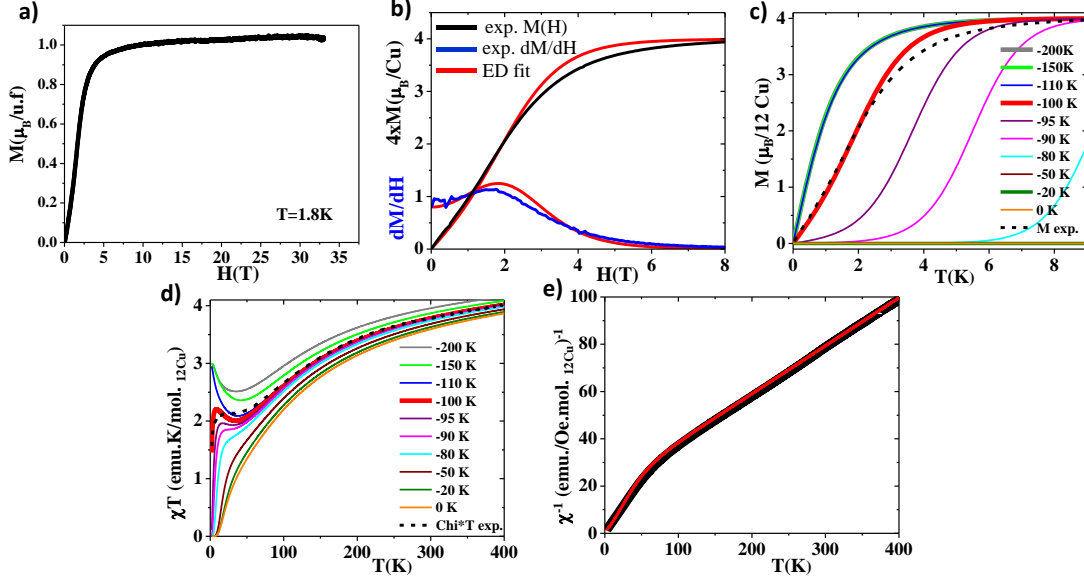 a)
M(μB/u.f)
1.0
0.8
0.6
0.4
0.2
0.0
T=1.8K
0 5 10 15 20 25 30 35
H(T)
b)
4xM(μB/Cu)
dM/dH
4
3
2
1
0
exp. M(H)
exp. dM/dH
ED fit
0 2 4 6 8
H(T)
c)
M (μB/12 Cu)
4
3
2
1
0
-200K
-150K
-110 K
-100 K
-95 K
-90 K
-80 K
-50 K
-20 K
0 K
M exp.
0 2 4 6 8
T(K)
d)
χT (emu.K/mol. 12Cu)
4
3
2
1
0
-200 K
-150 K
-110 K
-100 K
-95 K
-90 K
-80 K
-50 K
-20 K
0 K
Chi*T exp.
0 100 200 300 400
T(K)
e)
χ-1 (emu./Oe.mol. 12Cu)-1
100
80
60
40
20
0
0 100 200 300 400
T(K)